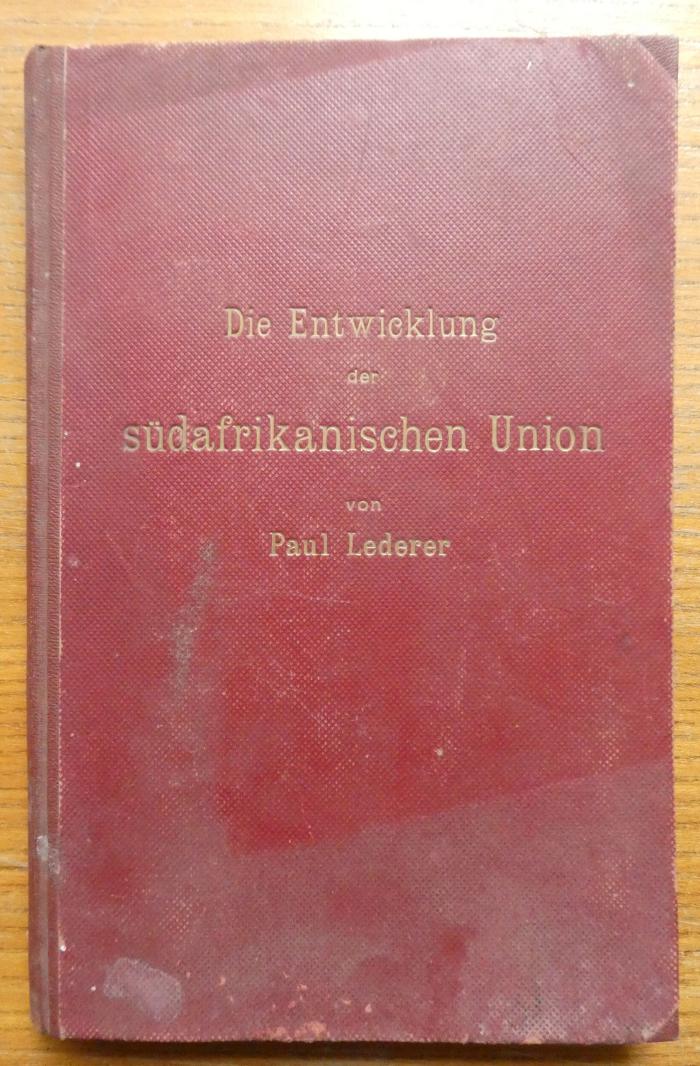 Die Entwicklung
der
südafrikanischen Union
von
Paul Lederer